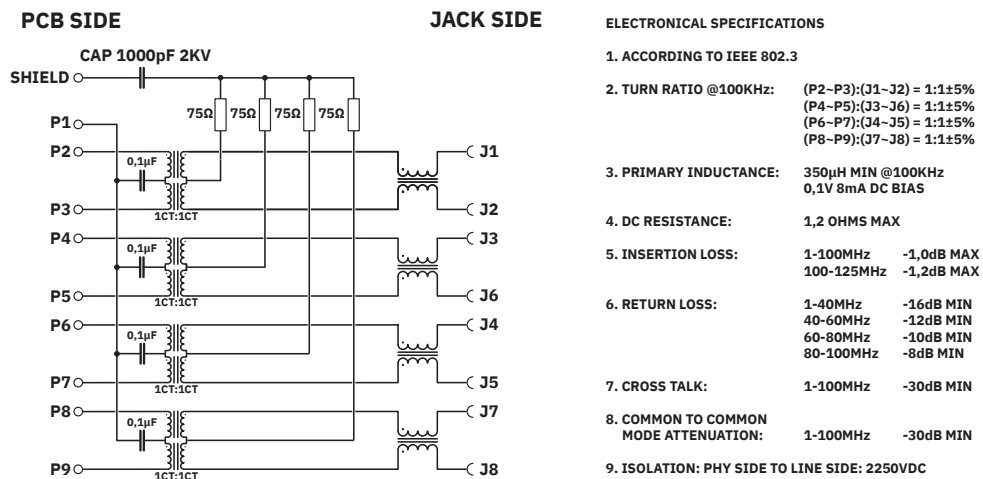 PCB SIDE
JACK SIDE
CAP 1000pF 2KV
SHIELD
75Ω 75Ω 75Ω 75Ω
P1
P2
0,1µF
J1
P3
1CT:1CT
J2
P4
0,1µF
J3
P5
1CT:1CT
J6
P6
0,1µF
J4
P7
1CT:1CT
J5
P8
0,1µF
J7
P9
1CT:1CT
J8
ELECTRONICAL SPECIFICATIONS
1. ACCORDING TO IEEE 802.3
2. TURN RATIO @100KHz: (P2~P3):(J1~J2) = 1:1±5%
(P4~P5):(J3~J6) = 1:1±5%
(P6~P7):(J4~J5) = 1:1±5%
(P8~P9):(J7~J8) = 1:1±5%
3. PRIMARY INDUCTANCE: 350µH MIN @100KHz
0,1V 8mA DC BIAS
4. DC RESISTANCE: 1,2 OHMS MAX
5. INSERTION LOSS: 1-100MHz -1,0dB MAX
100-125MHz -1,2dB MAX
6. RETURN LOSS: 1-40MHz -16dB MIN
40-60MHz -12dB MIN
60-80MHz -10dB MIN
80-100MHz -8dB MIN
7. CROSS TALK: 1-100MHz -30dB MIN
8. COMMON TO COMMON
MODE ATTENUATION: 1-100MHz -30dB MIN
9. ISOLATION: PHY SIDE TO LINE SIDE: 2250VDC